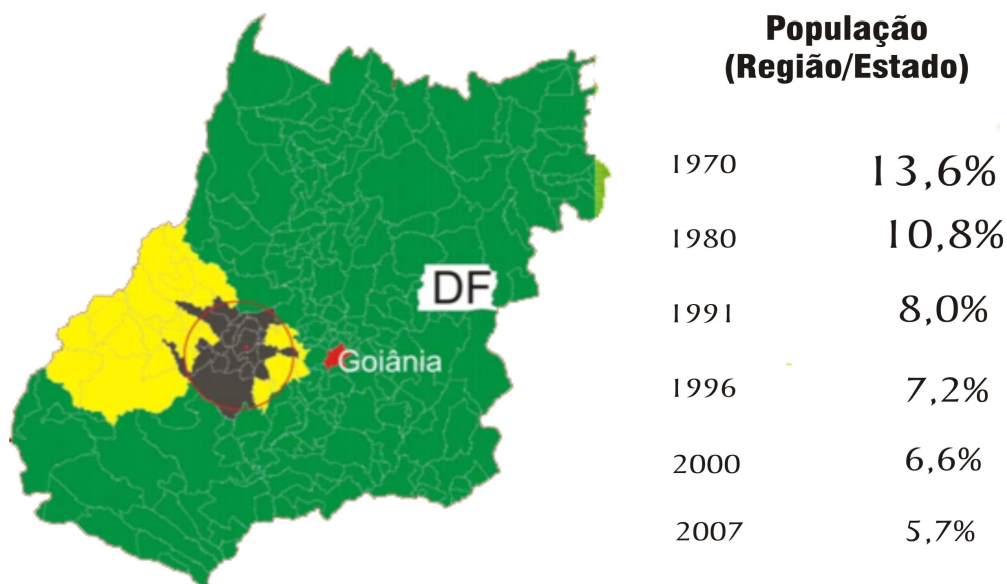 População
(Região/Estado)
1970 13,6%
1980 10,8%
1991 8,0%
1996 7,2%
2000 6,6%
2007 5,7%
DF
Goiânia